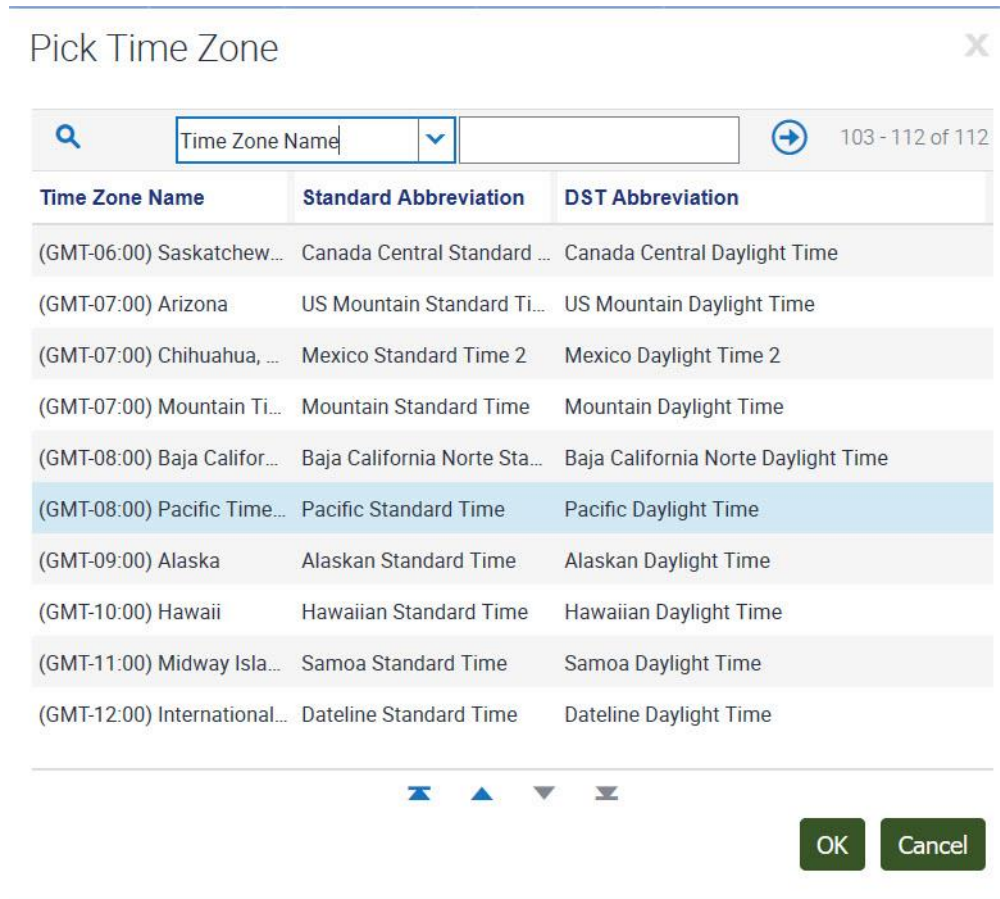 Pick Time Zone X
Time Zone Name 103 - 112 of 112
Time Zone Name Standard Abbreviation DST Abbreviation
(GMT-06:00) Saskatchew... Canada Central Standard ... Canada Central Daylight Time
(GMT-07:00) Arizona US Mountain Standard Ti... US Mountain Daylight Time
(GMT-07:00) Chihuahua, ... Mexico Standard Time 2 Mexico Daylight Time 2
(GMT-07:00) Mountain Ti... Mountain Standard Time Mountain Daylight Time
(GMT-08:00) Baja Califor... Baja California Norte Sta... Baja California Norte Daylight Time
(GMT-08:00) Pacific Time... Pacific Standard Time Pacific Daylight Time
(GMT-09:00) Alaska Alaskan Standard Time Alaskan Daylight Time
(GMT-10:00) Hawaii Hawaiian Standard Time Hawaiian Daylight Time
(GMT-11:00) Midway Isla... Samoa Standard Time Samoa Daylight Time
(GMT-12:00) International... Dateline Standard Time Dateline Daylight Time
OK Cancel